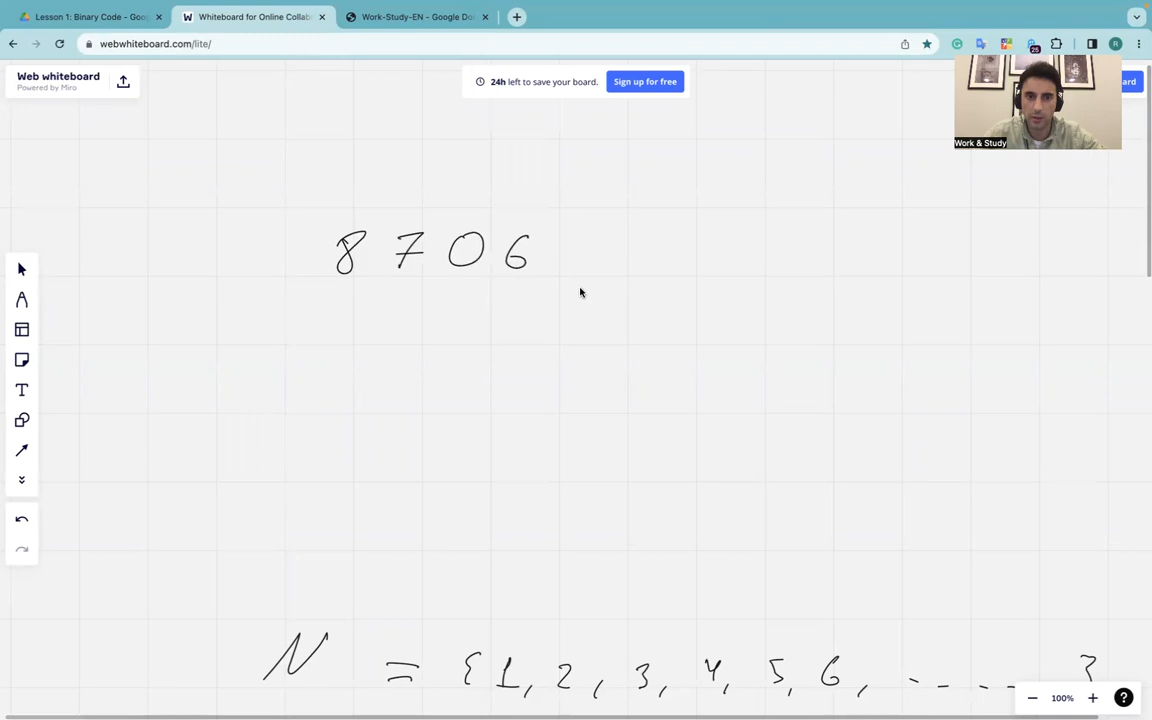 Lesson 1: Binary Code - Goo
Whiteboard for Online Collab
Work-Study-EN - Google Do
webwhiteboard.com/lite/
25
R
Web whiteboard
Powered by Miro
24h left to save your board.
Sign up for free
ard
Work & Study
8 7 0 6
T
N = {1, 2, 3, 4, 5, 6, . - - . - }
100%